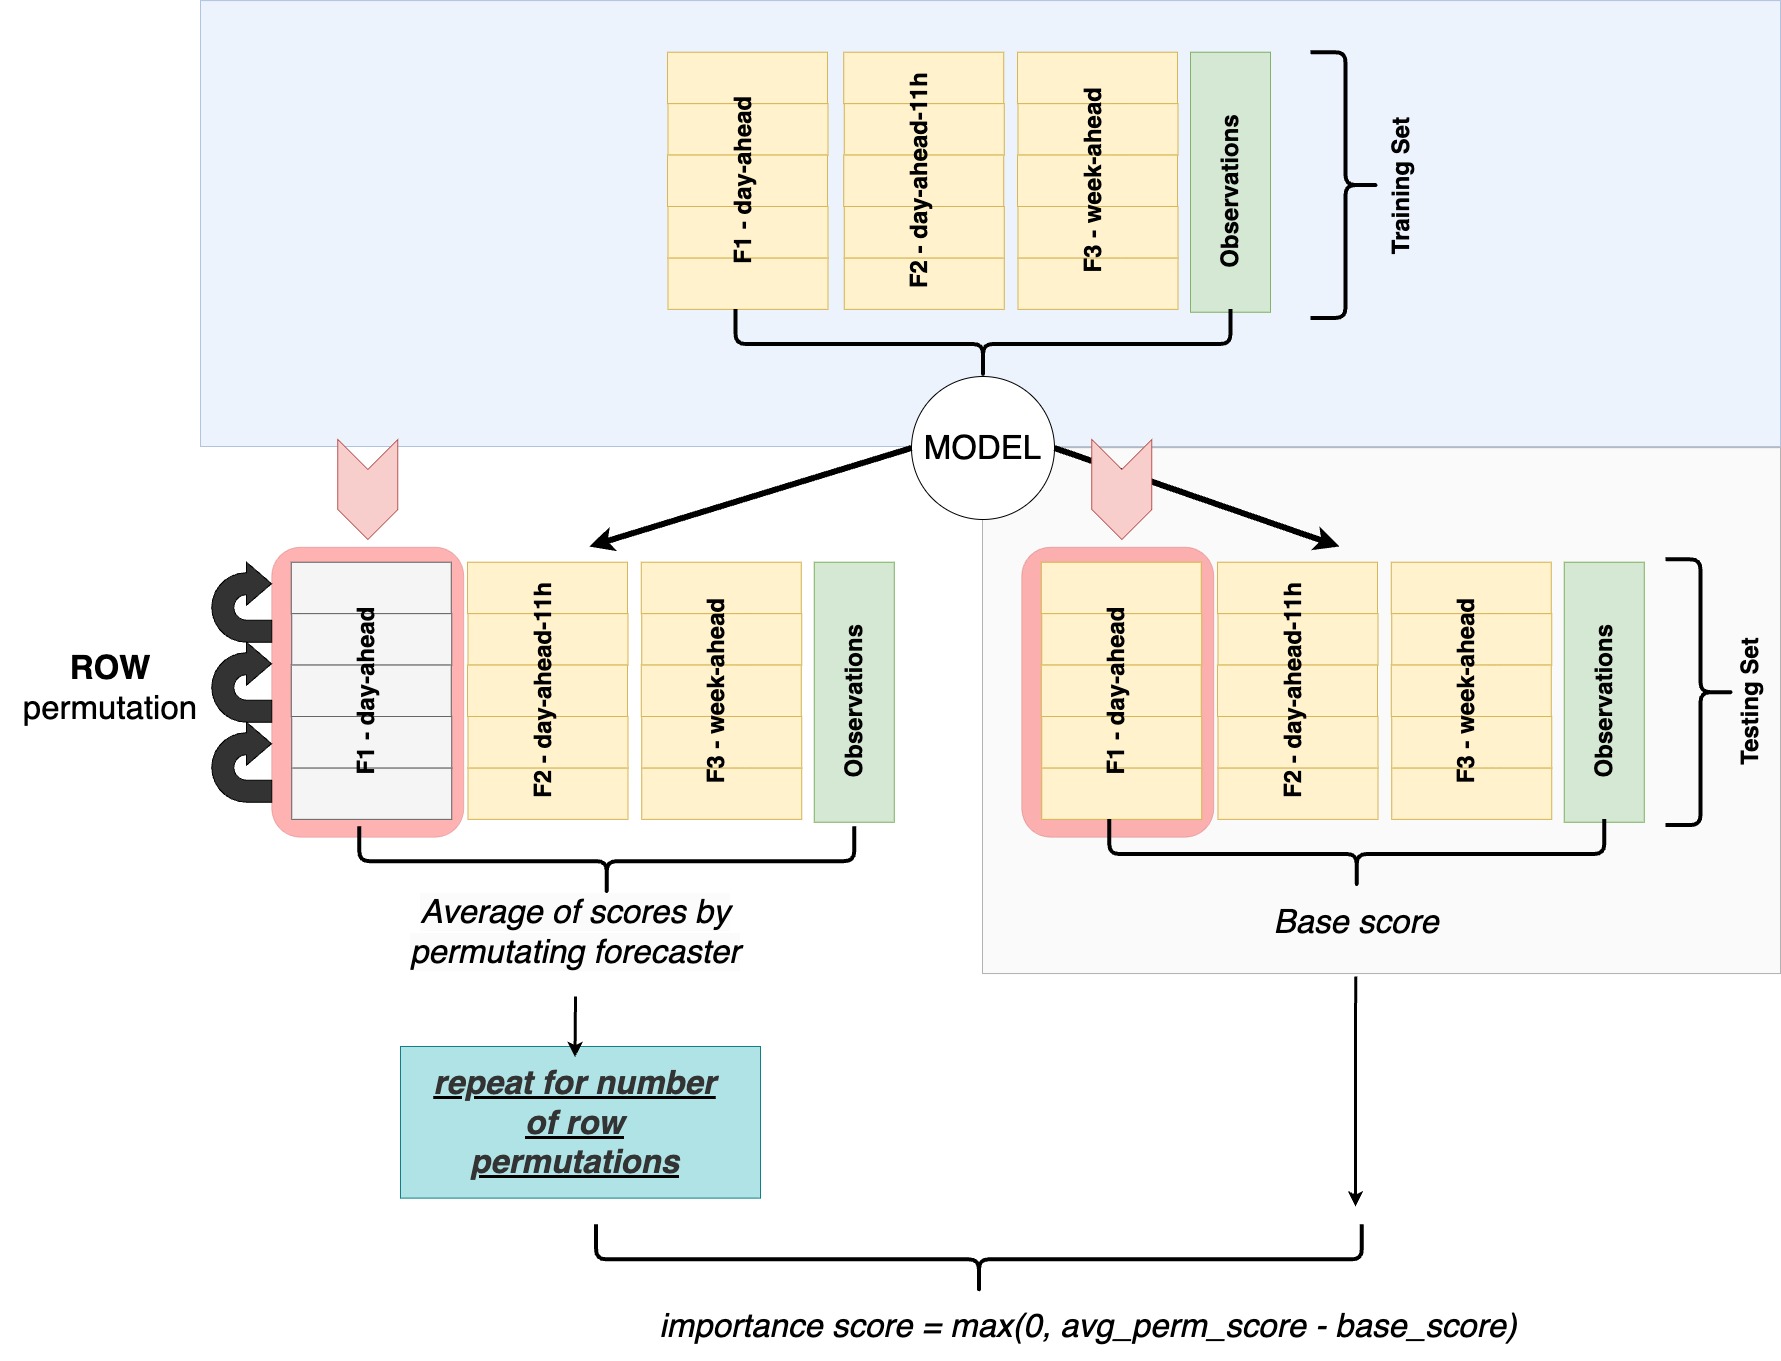 F1 - day-ahead
F2 - day-ahead-11h
F3 - week-ahead
Observations
Training Set
MODEL
ROW
permutation
F1 - day-ahead
F2 - day-ahead-11h
F3 - week-ahead
Observations
F1 - day-ahead
F2 - day-ahead-11h
F3 - week-ahead
Observations
Testing Set
Average of scores by
permutating forecaster
Base score
repeat for number
of row
permutations
importance score = max(0, avg_perm_score - base_score)